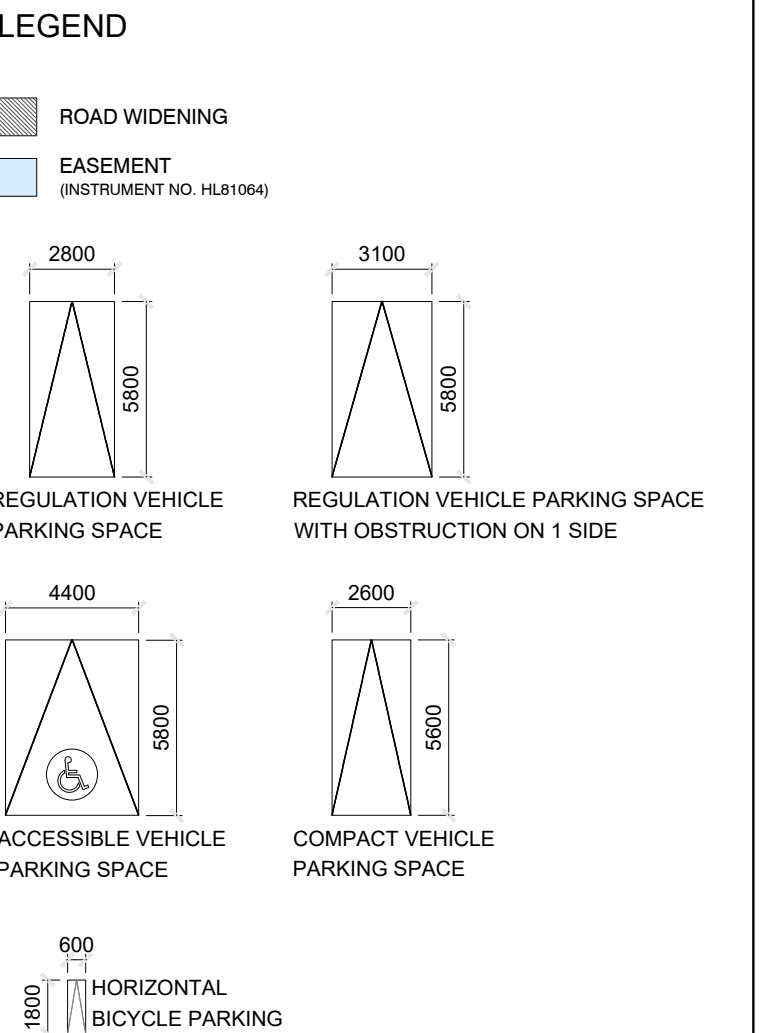 LEGEND
ROAD WIDENING
EASEMENT
(INSTRUMENT NO. HL81064)
2800
5800
REGULATION VEHICLE
PARKING SPACE
3100
5800
REGULATION VEHICLE PARKING SPACE
WITH OBSTRUCTION ON 1 SIDE
4400
5800
ACCESSIBLE VEHICLE
PARKING SPACE
2600
5600
COMPACT VEHICLE
PARKING SPACE
600
1800
HORIZONTAL
BICYCLE PARKING